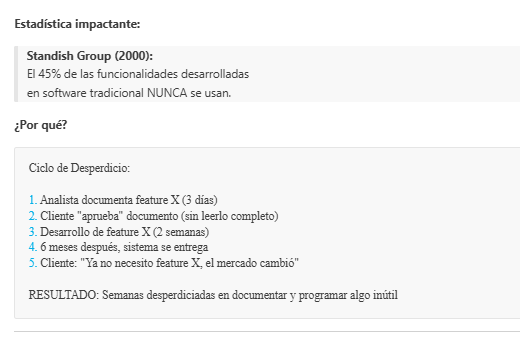 Estadística impactante:
Standish Group (2000):
El 45% de las funcionalidades desarrolladas
en software tradicional NUNCA se usan.
¿Por qué?
Ciclo de Desperdicio:
1. Analista documenta feature X (3 días)
2. Cliente "aprueba" documento (sin leerlo completo)
3. Desarrollo de feature X (2 semanas)
4. 6 meses después, sistema se entrega
5. Cliente: "Ya no necesito feature X, el mercado cambió"
RESULTADO: Semanas desperdiciadas en documentar y programar algo inútil